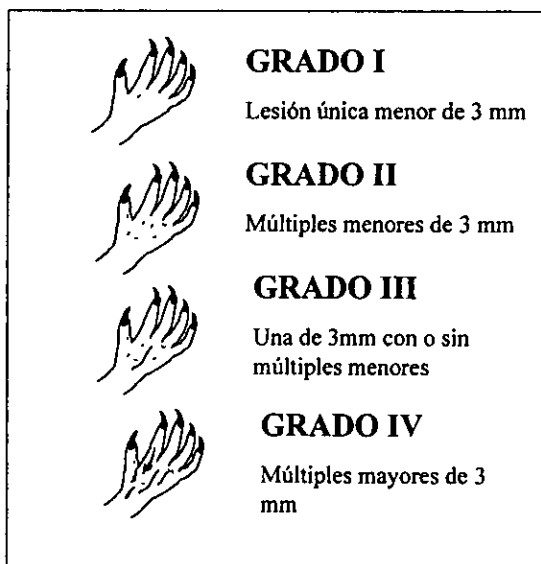 GRADO I
Lesión única menor de 3 mm
GRADO II
Múltiples menores de 3 mm
GRADO III
Una de 3mm con o sin
múltiples menores
GRADO IV
Múltiples mayores de 3
mm